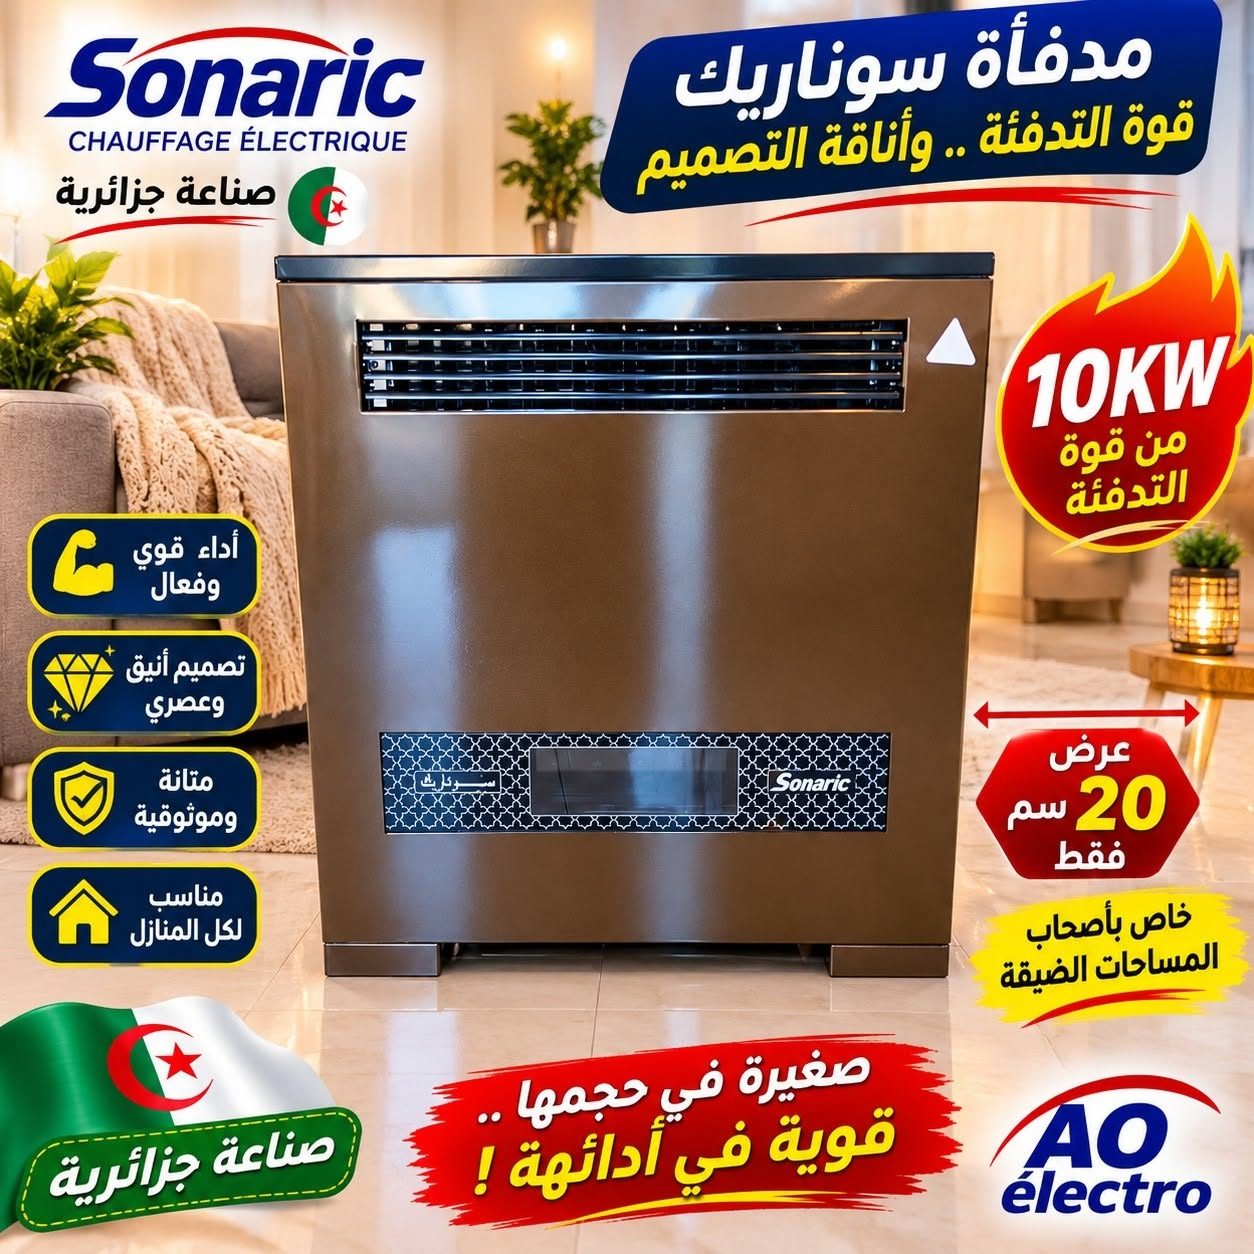 Sonaric
CHAUFFAGE ÉLECTRIQUE
صناعة جزائرية
مدفأة سوناريك
قوة التدفئة .. وأناقة التصميم
10KW
من قوة
التدفئة
أداء قوي
وفعال
تصميم أنيق
وعصري
متانة
وموثوقية
مناسب
لكل المنازل
سوناريك
Sonaric
عرض
20 سم
فقط
خاص بأصحاب
المساحات الضيقة
صناعة جزائرية
صغيرة في حجمها ..
قوية في أدائهة !
AO
électro